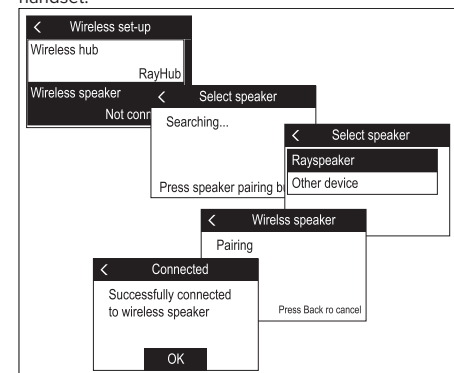 handset.
< Wireless set-up
Wireless hub
RayHub
Wireless speaker
Not conn
< Select speaker
Searching...
Press speaker pairing b
< Select speaker
Rayspeaker
Other device
< Wirelss speaker
Pairing
Press Back ro cancel
< Connected
Successfully connected
to wireless speaker
OK